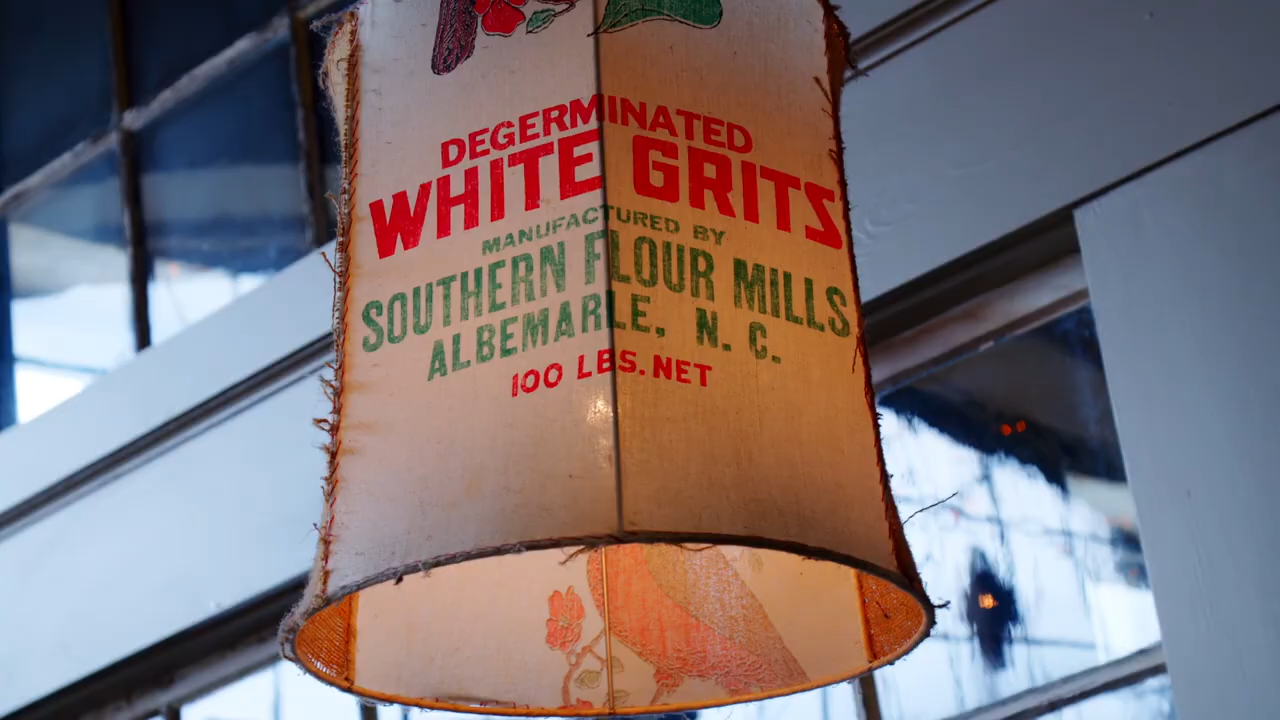 DEGERMINATED
WHITE GRITS
MANUFACTURED BY
SOUTHERN FLOUR MILLS
ALBEMARLE, N. C.
100 LBS. NET